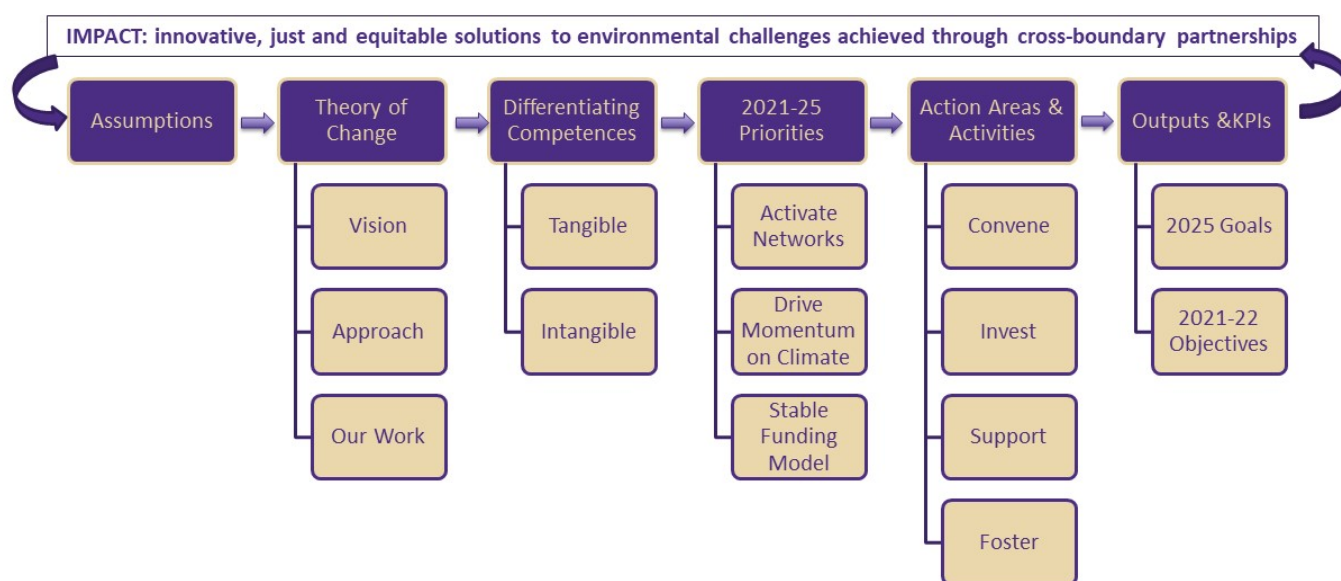 IMPACT: innovative, just and equitable solutions to environmental challenges achieved through cross-boundary partnerships
Assumptions
Theory of
Change
Differentiating
Competences
2021-25
Priorities
Action Areas &
Activities
Outputs &KPIs
Vision
Approach
Our Work
Tangible
Intangible
Activate
Networks
Drive
Momentum
on Climate
Stable
Funding
Model
Convene
Invest
Support
Foster
2025 Goals
2021-22
Objectives